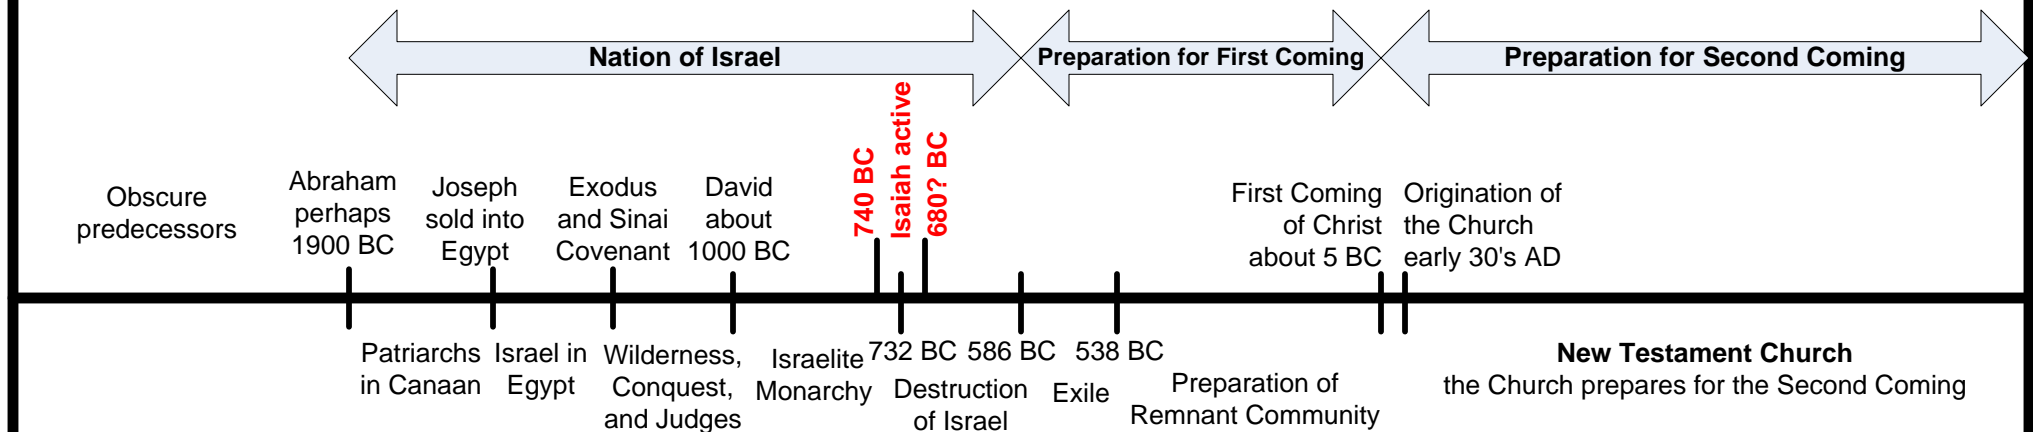 Nation of Israel
Preparation for First Coming
Preparation for Second Coming
Obscure
predecessors
Abraham
perhaps
1900 BC
Joseph
sold into
Egypt
Exodus
and Sinai
Covenant
David
about
1000 BC
740 BC
Isaiah active
680? BC
First Coming
of Christ
about 5 BC
Origination of
the Church
early 30's AD
Patriarchs
in Canaan
Israel in
Egypt
Wilderness,
Conquest,
and Judges
Israelite
Monarchy
732 BC
586 BC
538 BC
Destruction
of Israel
Exile
Preparation of
Remnant Community
New Testament Church
the Church prepares for the Second Coming